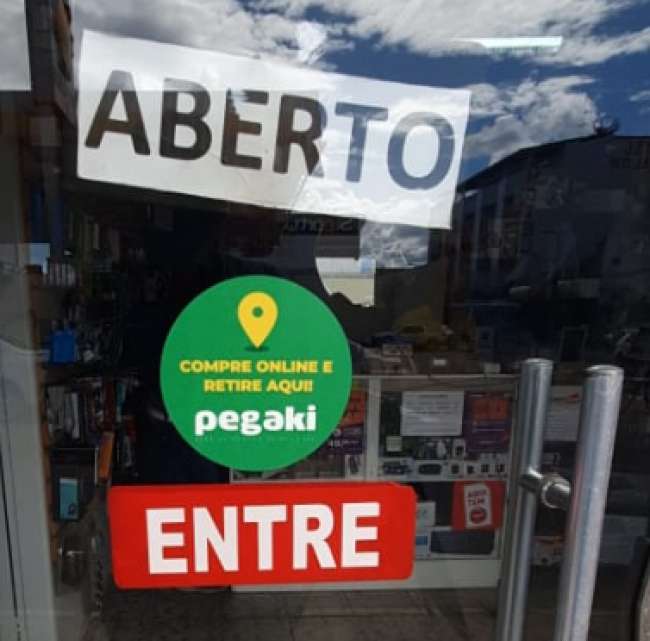 ABERTO
COMPRE ONLINE E
RETIRE AQUI!
pegaki
ENTRE